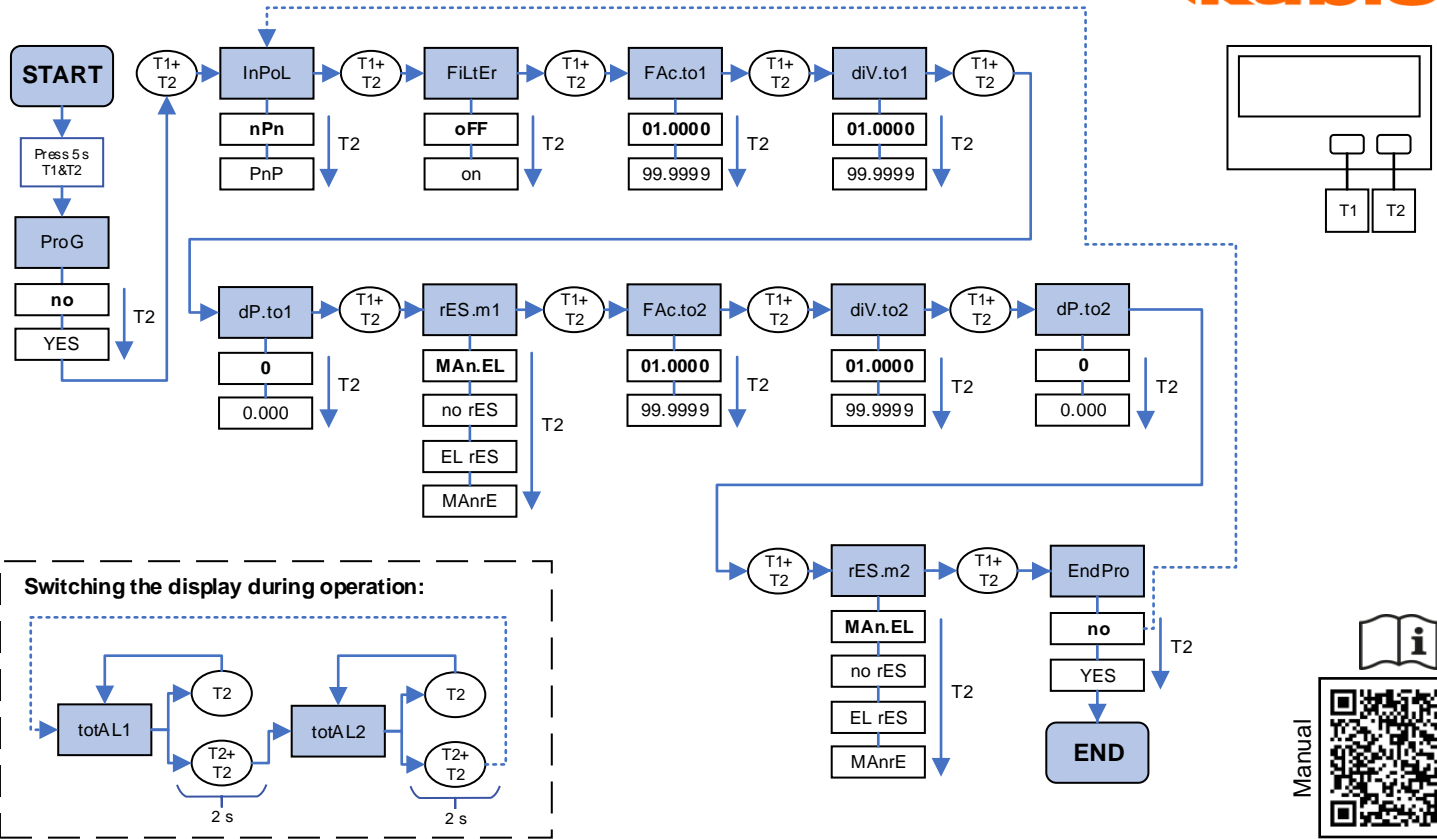 START
Press 5 s
T1&T2
ProG
no
YES
T2
T1+
T2
InPoL
nPn
PnP
T2
T1+
T2
FiLtEr
oFF
on
T2
T1+
T2
FAc.to1
01.0000
99.9999
T2
T1+
T2
diV.to1
01.0000
99.9999
T2
T1+
T2
T1
T2
dP.to1
0
0.000
T2
T1+
T2
rES.m1
MAn.EL
no rES
EL rES
MAnrE
T2
T1+
T2
FAc.to2
01.0000
99.9999
T2
T1+
T2
diV.to2
01.0000
99.9999
T2
T1+
T2
dP.to2
0
0.000
T2
T1+
T2
rES.m2
MAn.EL
no rES
EL rES
MAnrE
T2
T1+
T2
EndPro
no
YES
T2
END
Switching the display during operation:
totAL1
T2
T2+
T2
2 s
totAL2
T2
T2+
T2
2 s
i
Manual